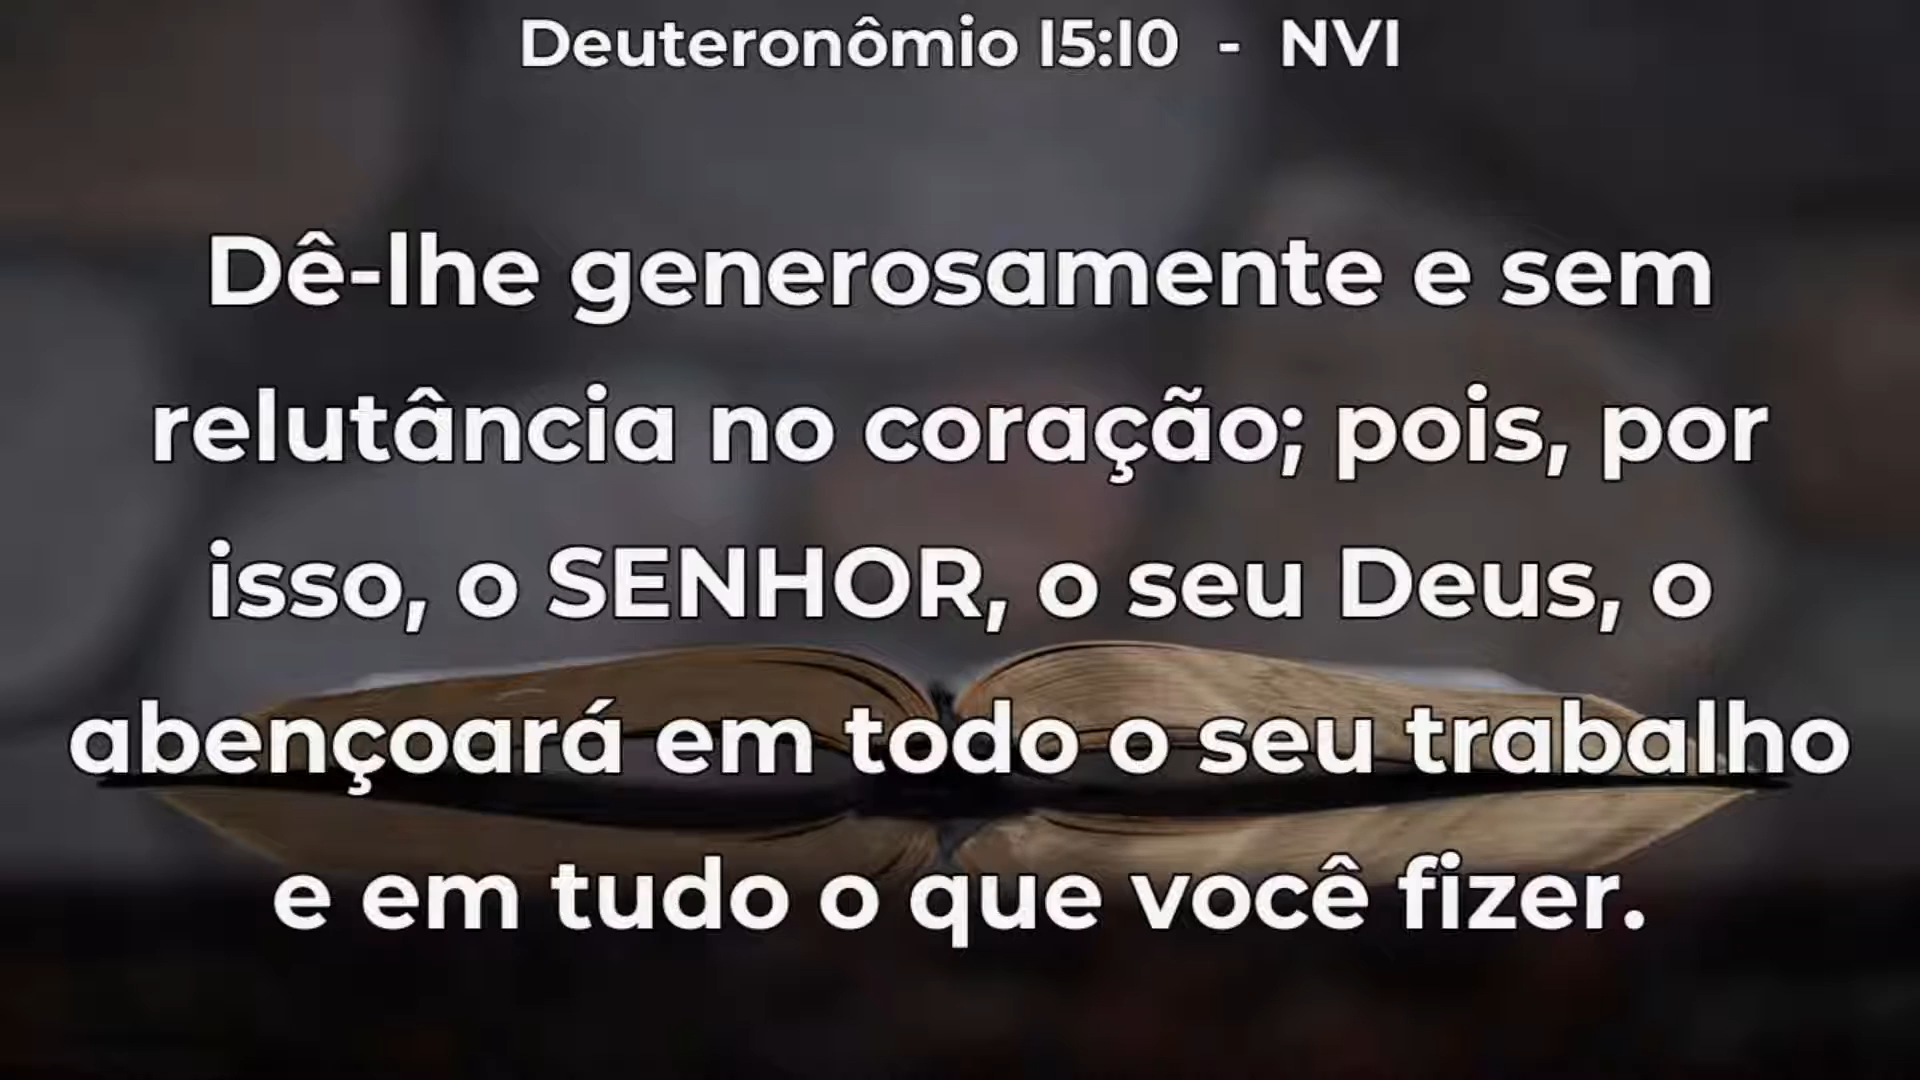 Deuteronômio 15:10 - NVI
Dê-lhe generosamente e sem
relutância no coração; pois, por
isso, o SENHOR, o seu Deus, o
abençoará em todo o seu trabalho
e em tudo o que você fizer.